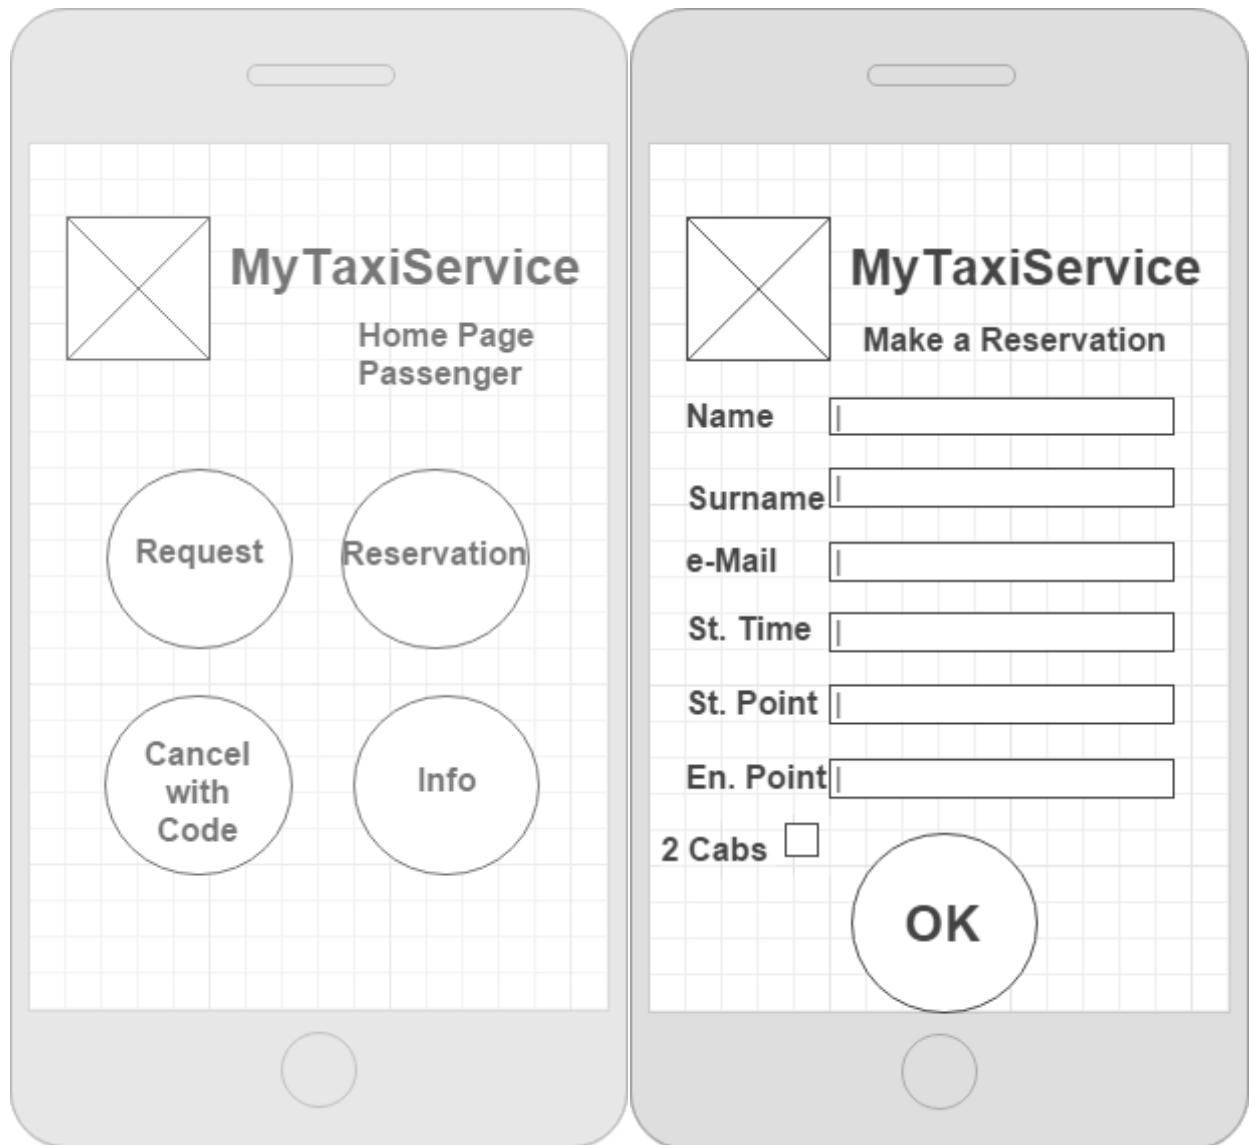 MyTaxiService
Home Page
Passenger
Request
Reservation
Cancel
with
Code
Info
MyTaxiService
Make a Reservation
Name
Surname
e-Mail
St. Time
St. Point
En. Point
2 Cabs
OK